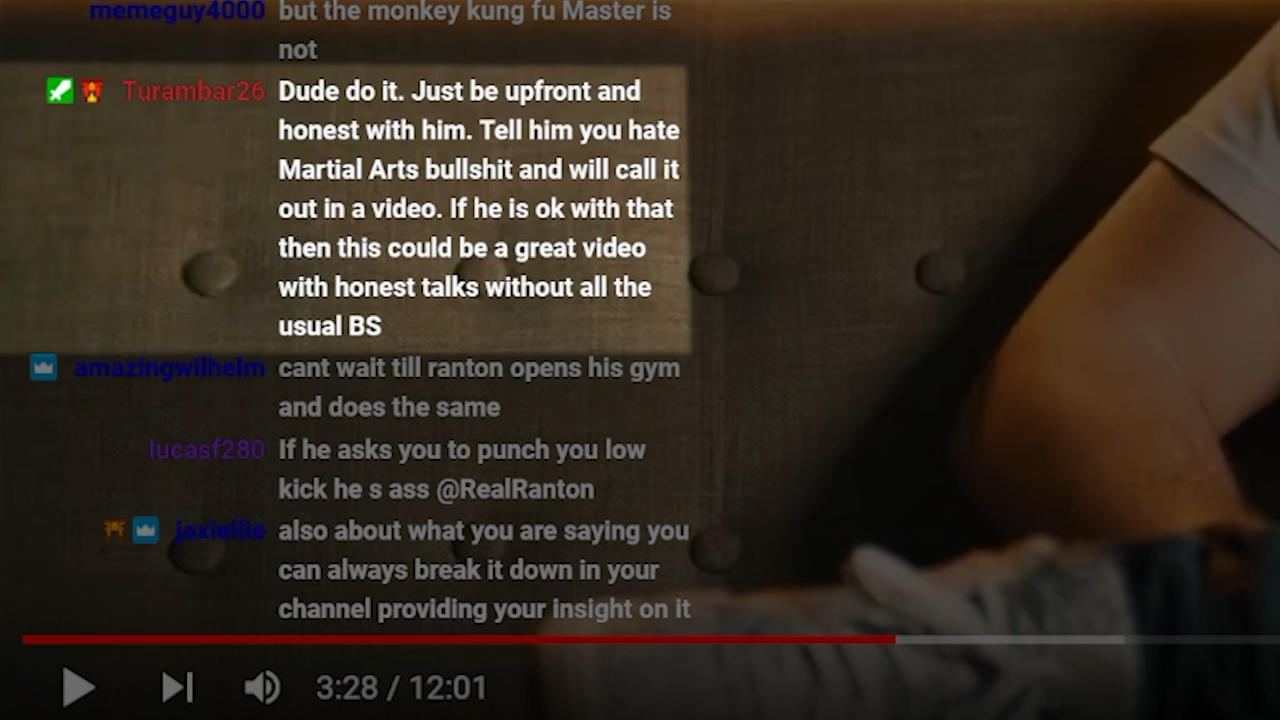 memeguy4000 but the monkey kung fu Master is
not
Turambar26 Dude do it. Just be upfront and
honest with him. Tell him you hate
Martial Arts bullshit and will call it
out in a video. If he is ok with that
then this could be a great video
with honest talks without all the
usual BS
amazingwilhelm cant wait till ranton opens his gym
and does the same
lucasf280 If he asks you to punch you low
kick he s ass @RealRanton
jaxiellie also about what you are saying you
can always break it down in your
channel providing your insight on it
3:28 / 12:01